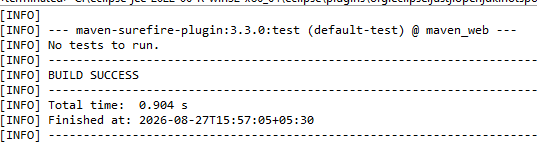 [INFO]
[INFO] --- maven-surefire-plugin:3.3.0:test (default-test) @ maven_web ---
[INFO] No tests to run.
[INFO] ------------------------------------------------------------------------
[INFO] BUILD SUCCESS
[INFO] ------------------------------------------------------------------------
[INFO] Total time:  0.904 s
[INFO] Finished at: 2026-08-27T15:57:05+05:30
[INFO] ------------------------------------------------------------------------